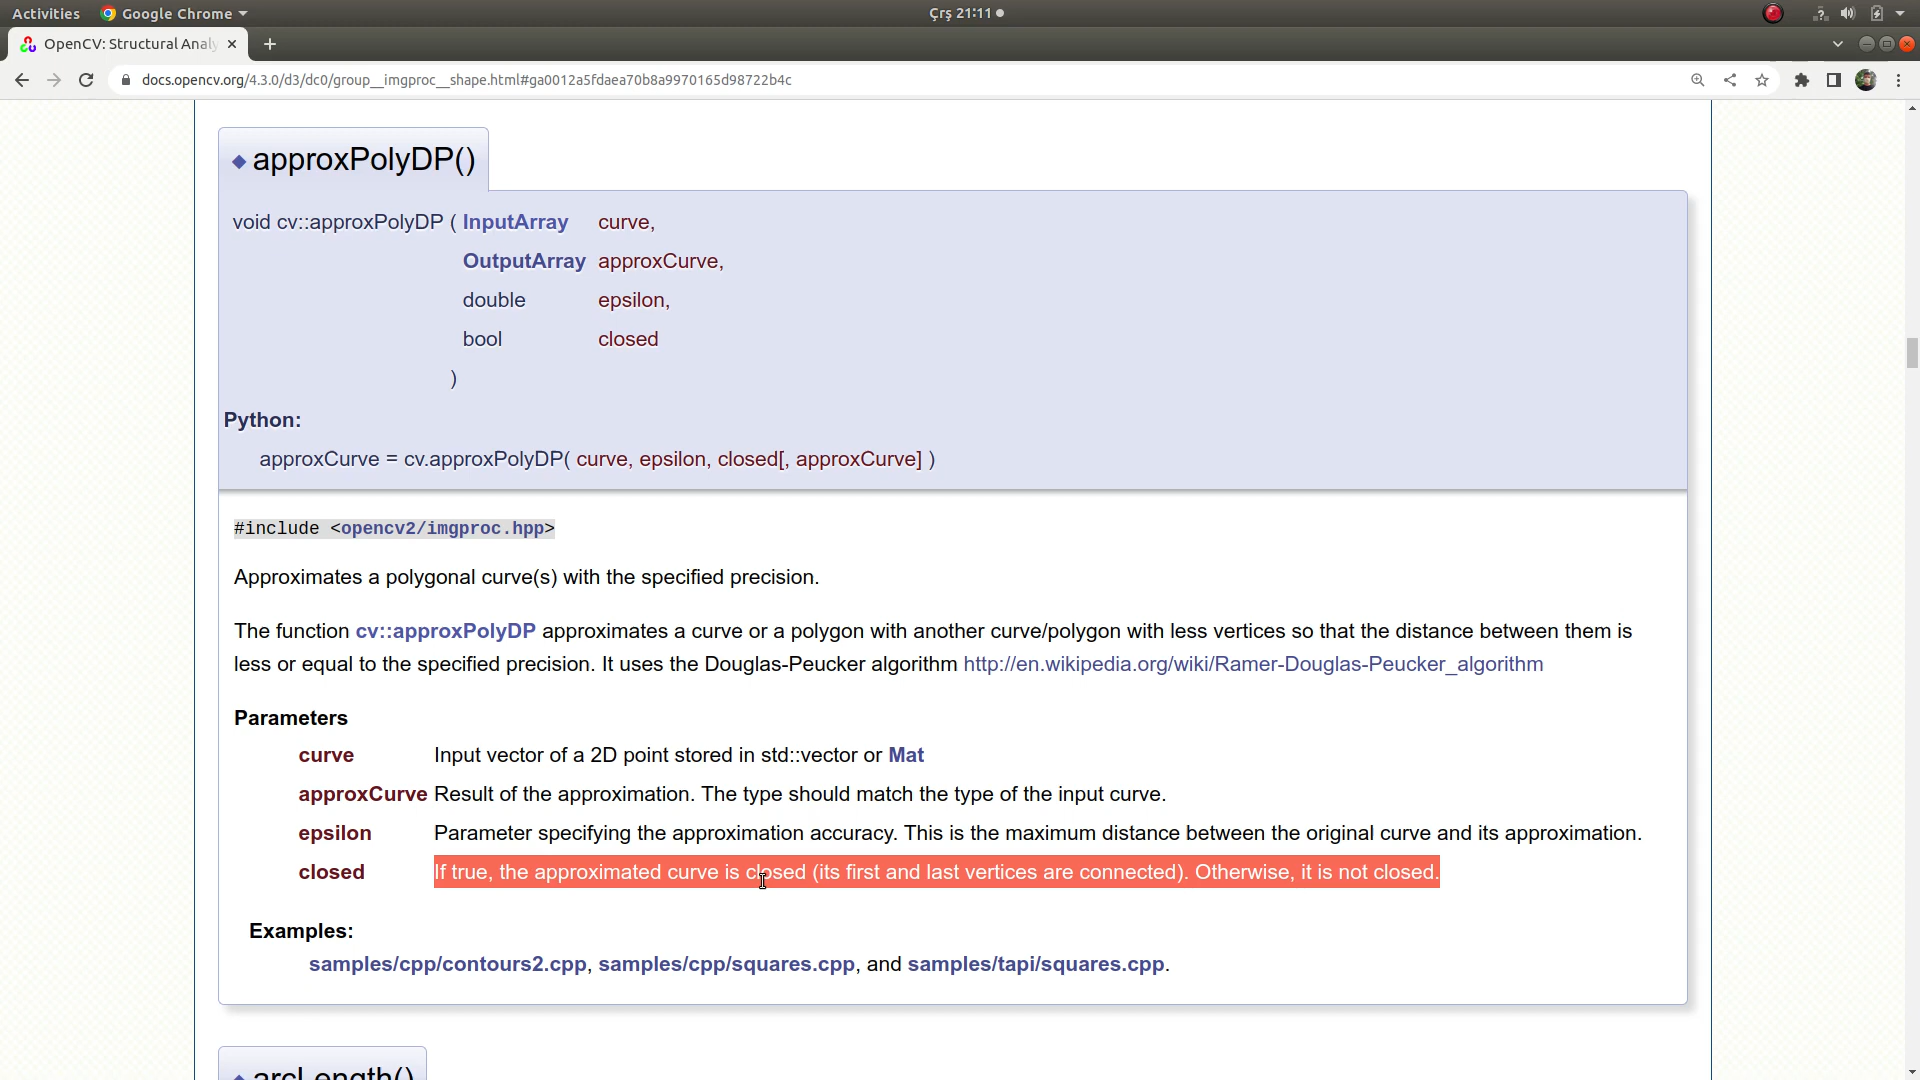 Activities
Google Chrome
Çrş 21:11
OpenCV: Structural Analy
docs.opencv.org/4.3.0/d3/dc0/group__imgproc__shape.html#ga0012a5fdaea70b8a9970165d98722b4c
◆ approxPolyDP()
void cv::approxPolyDP ( InputArray curve,
OutputArray approxCurve,
double epsilon,
bool closed
)
Python:
approxCurve = cv.approxPolyDP( curve, epsilon, closed[, approxCurve] )
#include <opencv2/imgproc.hpp>
Approximates a polygonal curve(s) with the specified precision.
The function cv::approxPolyDP approximates a curve or a polygon with another curve/polygon with less vertices so that the distance between them is
less or equal to the specified precision. It uses the Douglas-Peucker algorithm http://en.wikipedia.org/wiki/Ramer-Douglas-Peucker_algorithm
Parameters
curve Input vector of a 2D point stored in std::vector or Mat
approxCurve Result of the approximation. The type should match the type of the input curve.
epsilon Parameter specifying the approximation accuracy. This is the maximum distance between the original curve and its approximation.
closed If true, the approximated curve is closed (its first and last vertices are connected). Otherwise, it is not closed.
Examples:
samples/cpp/contours2.cpp, samples/cpp/squares.cpp, and samples/tapi/squares.cpp.
◆ arcLength()